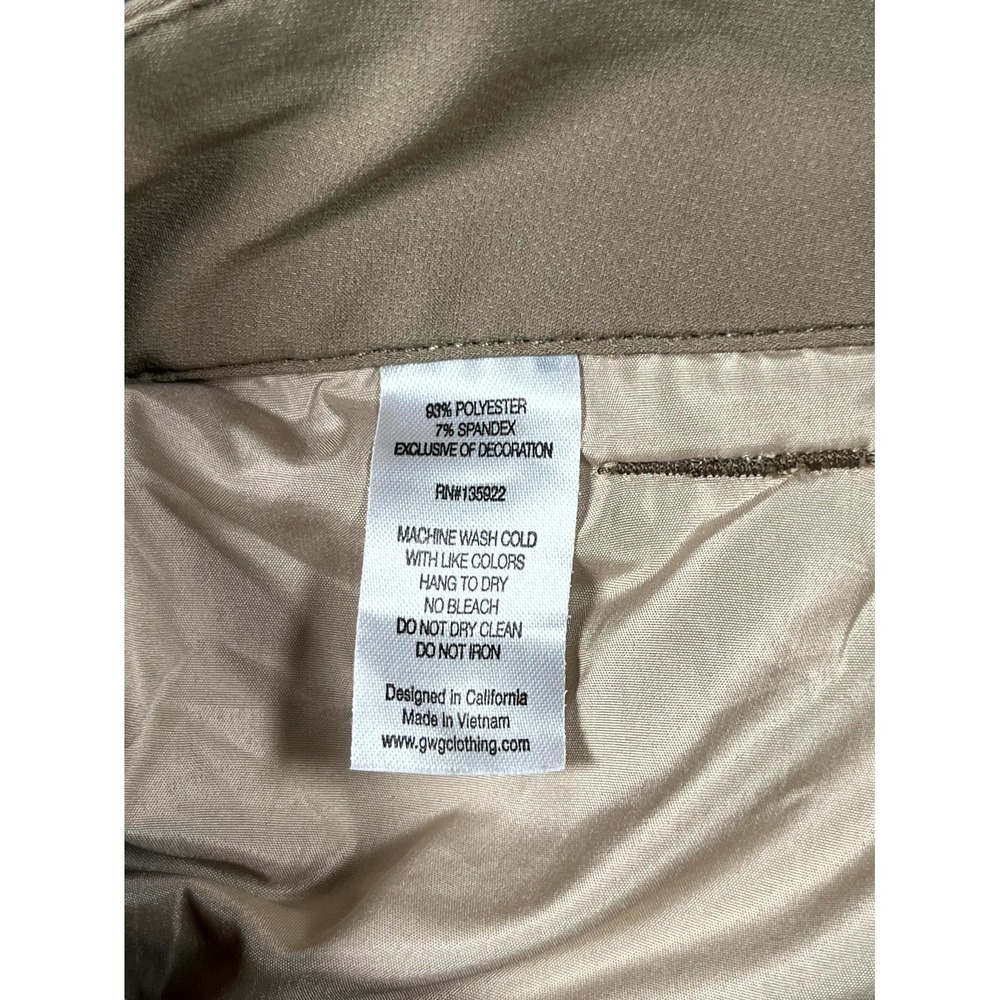 93% POLYESTER
7% SPANDEX
EXCLUSIVE OF DECORATION
RN#135922
MACHINE WASH COLD
WITH LIKE COLORS
HANG TO DRY
NO BLEACH
DO NOT DRY CLEAN
DO NOT IRON
Designed in California
Made in Vietnam
www.gwgclothing.com